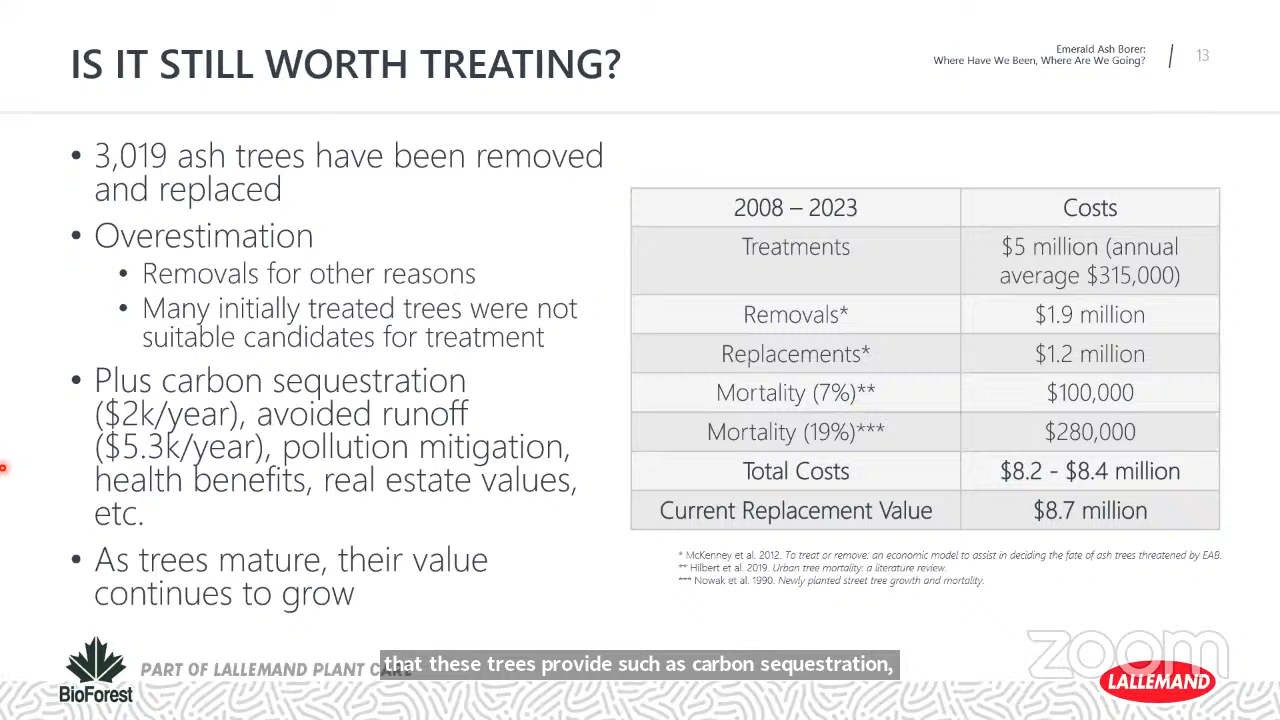 IS IT STILL WORTH TREATING?
Emerald Ash Borer:
Where Have We Been, Where Are We Going?
13
• 3,019 ash trees have been removed
and replaced
• Overestimation
• Removals for other reasons
• Many initially treated trees were not
suitable candidates for treatment
• Plus carbon sequestration
($2k/year), avoided runoff
($5.3k/year), pollution mitigation,
health benefits, real estate values,
etc.
• As trees mature, their value
continues to grow
2008 – 2023 Costs
Treatments $5 million (annual
average $315,000)
Removals* $1.9 million
Replacements* $1.2 million
Mortality (7%)** $100,000
Mortality (19%)*** $280,000
Total Costs $8.2 - $8.4 million
Current Replacement Value $8.7 million
* McKenney et al. 2012. To treat or remove: an economic model to assist in deciding the fate of ash trees threatened by EAB.
** Hilbert et al. 2019. Urban tree mortality: a literature review.
*** Nowak et al. 1990. Newly planted street tree growth and mortality.
BioForest
PART OF LALLEMAND PLANT CARE
that these trees provide such as carbon sequestration,
zoom
LALLEMAND